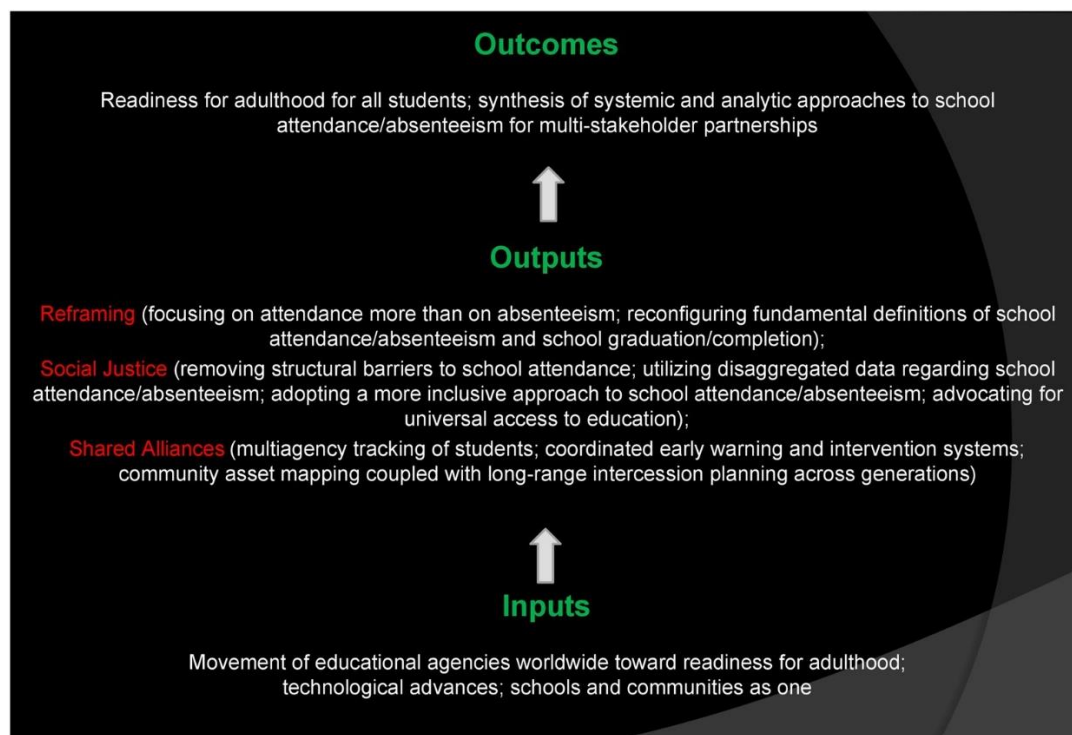 Outcomes
Readiness for adulthood for all students; synthesis of systemic and analytic approaches to school
attendance/absenteeism for multi-stakeholder partnerships
Outputs
Reframing (focusing on attendance more than on absenteeism; reconfiguring fundamental definitions of school
attendance/absenteeism and school graduation/completion);
Social Justice (removing structural barriers to school attendance; utilizing disaggregated data regarding school
attendance/absenteeism; adopting a more inclusive approach to school attendance/absenteeism; advocating for
universal access to education);
Shared Alliances (multiagency tracking of students; coordinated early warning and intervention systems;
community asset mapping coupled with long-range intercession planning across generations)
Inputs
Movement of educational agencies worldwide toward readiness for adulthood;
technological advances; schools and communities as one